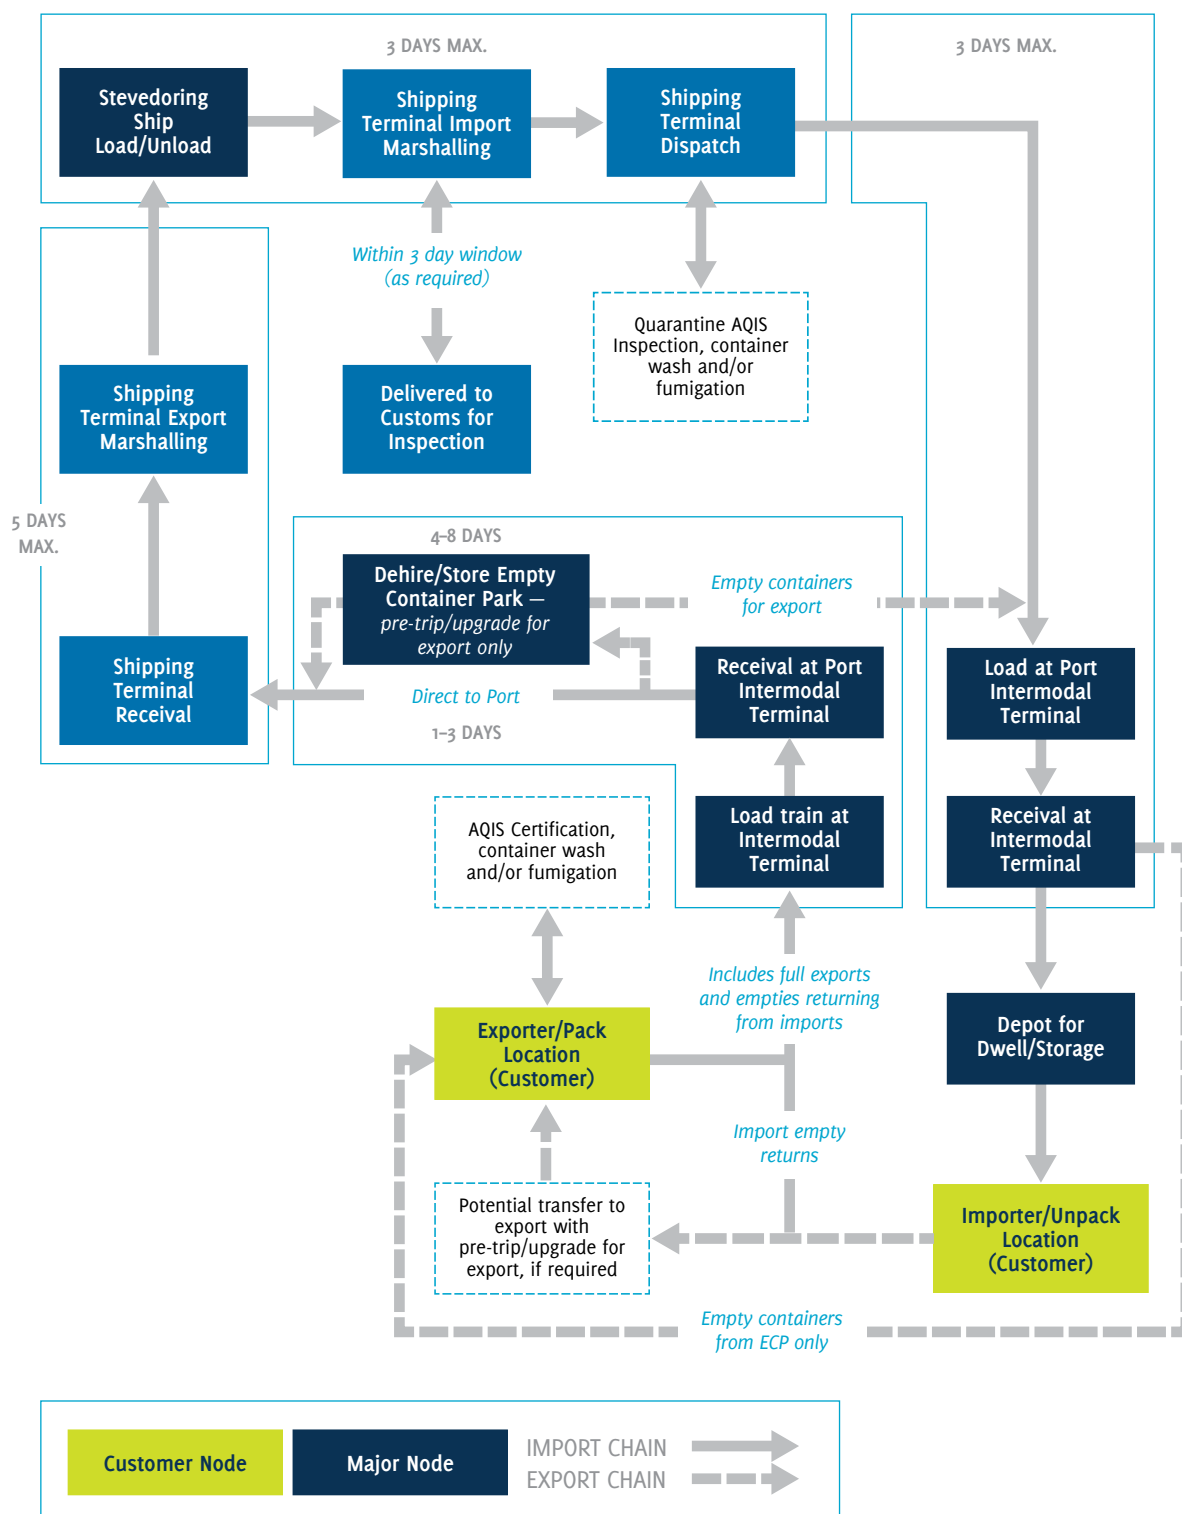 3 DAYS MAX.
3 DAYS MAX.
Stevedoring
Ship
Load/Unload
Shipping
Terminal Import
Marshalling
Shipping
Terminal
Dispatch
Within 3 day window
(as required)
Quarantine AQIS
Inspection, container
wash and/or
fumigation
Shipping
Terminal Export
Marshalling
Delivered to
Customs for
Inspection
5 DAYS
MAX.
4–8 DAYS
Dehire/Store Empty
Container Park –
pre-trip/upgrade for
export only
Empty containers
for export
Shipping
Terminal
Receival
Direct to Port
1–3 DAYS
Receival at Port
Intermodal
Terminal
Load at Port
Intermodal
Terminal
AQIS Certification,
container wash
and/or fumigation
Load train at
Intermodal
Terminal
Receival at
Intermodal
Terminal
Includes full exports
and empties returning
from imports
Exporter/Pack
Location
(Customer)
Depot for
Dwell/Storage
Import empty
returns
Potential transfer to
export with
pre-trip/upgrade for
export, if required
Importer/Unpack
Location
(Customer)
Empty containers
from ECP only
Customer Node
Major Node
IMPORT CHAIN
EXPORT CHAIN